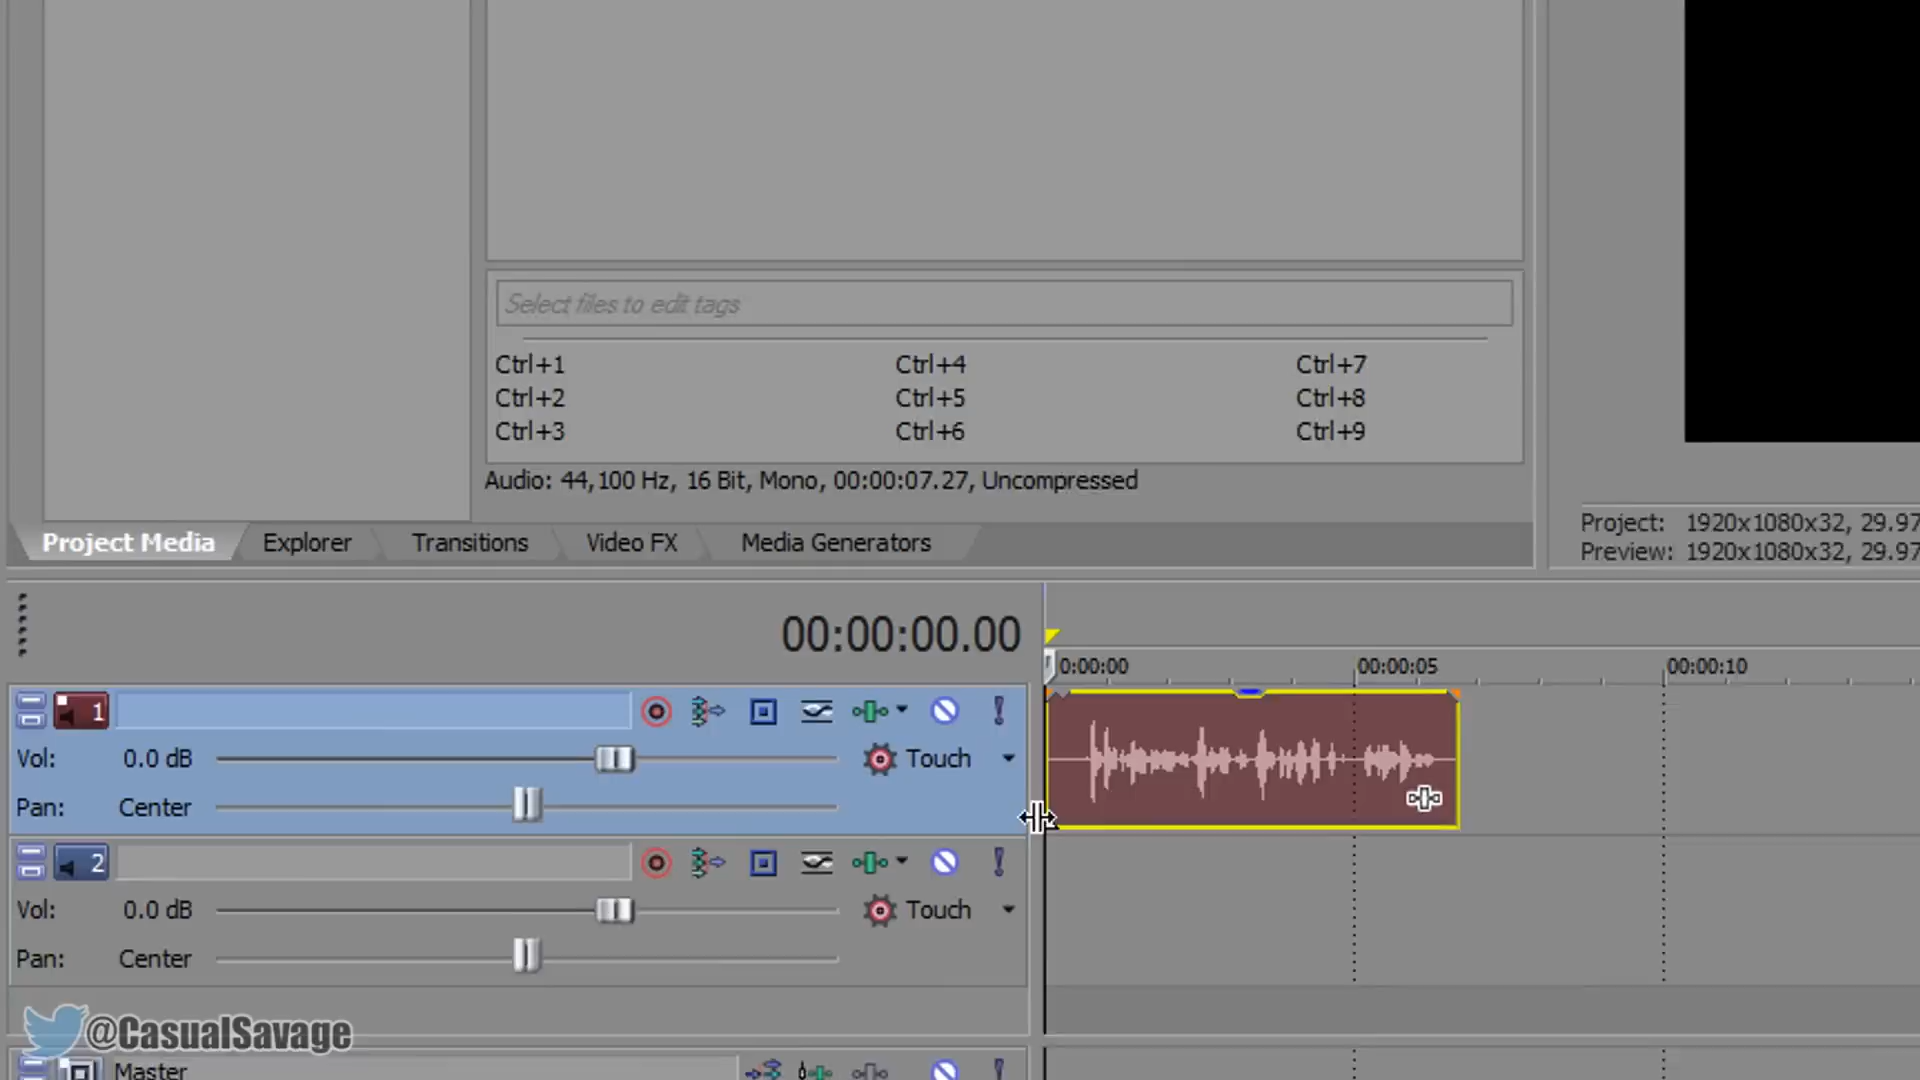 Select files to edit tags
Ctrl+1 Ctrl+4 Ctrl+7
Ctrl+2 Ctrl+5 Ctrl+8
Ctrl+3 Ctrl+6 Ctrl+9
Audio: 44,100 Hz, 16 Bit, Mono, 00:00:07.27, Uncompressed
Project Media Explorer Transitions Video FX Media Generators
Project: 1920x1080x32, 29.97
Preview: 1920x1080x32, 29.97
00:00:00.00
0:00:00 00:00:05 00:00:10
1
Vol: 0.0 dB Touch
Pan: Center
2
Vol: 0.0 dB Touch
Pan: Center
@CasualSavage
Master